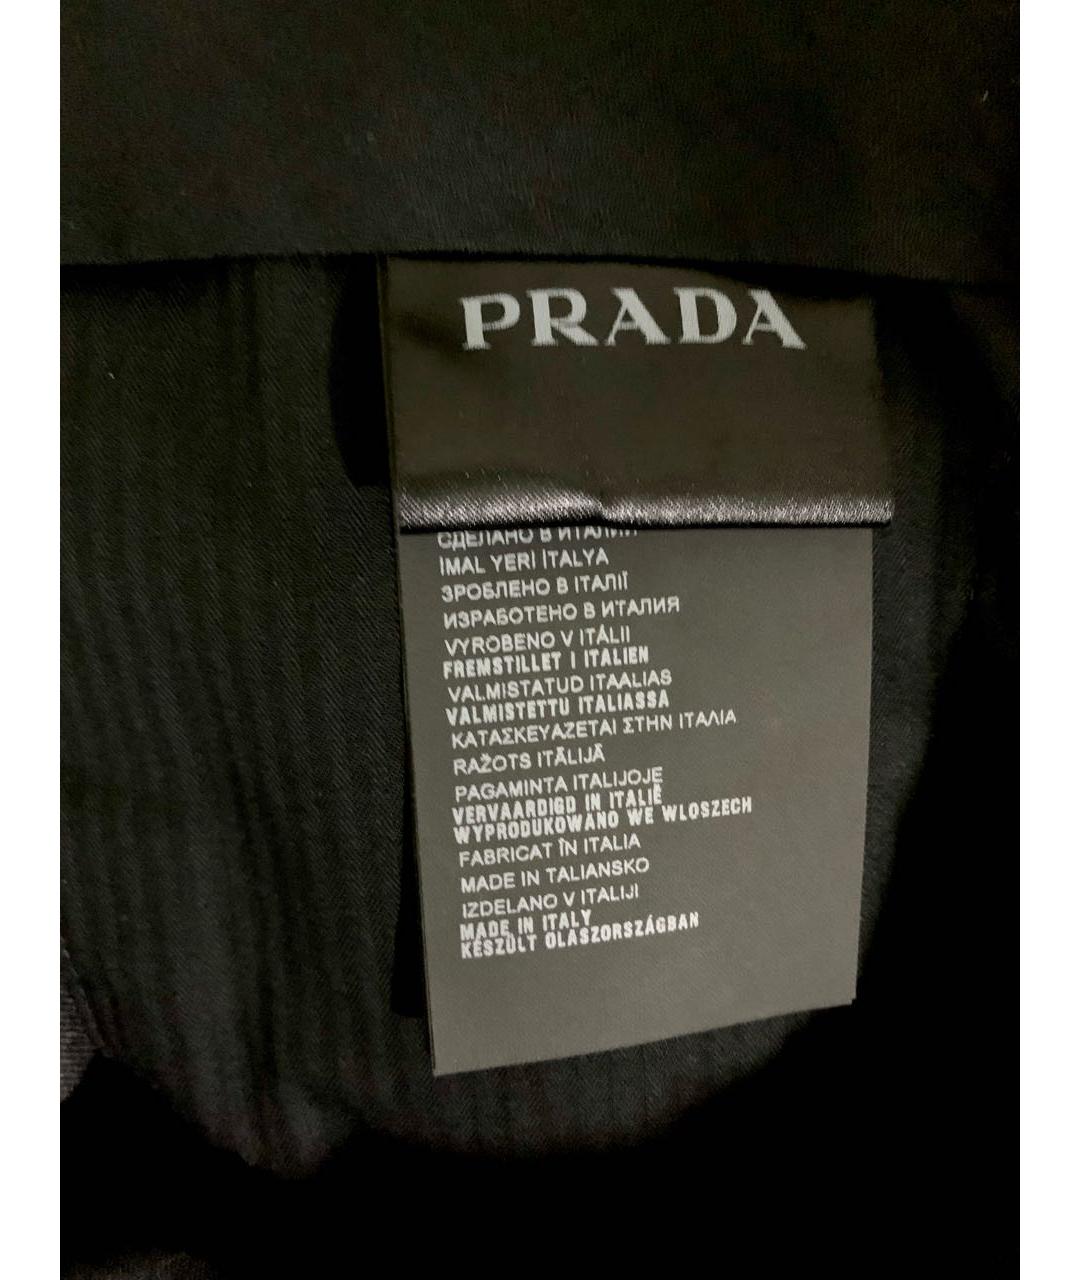 PRADA
СДЕЛАНО В ИТАЛИИ
İMAL YERİ İTALYA
ЗРОБЛЕНО В ІТАЛІЇ
ИЗРАБОТЕНО В ИТАЛИЯ
VYROBENO V ITÁLII
FREMSTILLET I ITALIEN
VALMISTATUD ITAALIAS
VALMISTETTU ITALIASSA
ΚΑΤΑΣΚΕΥΑΖΕΤΑΙ ΣΤΗΝ ΙΤΑΛΙΑ
RAŽOTS ITĀLIJĀ
PAGAMINTA ITALIJOJE
VERVAARDIGD IN ITALIË
WYPRODUKOWANO WE WLOSZECH
FABRICAT ÎN ITALIA
MADE IN TALIANSKO
IZDELANO V ITALIJI
MADE IN ITALY
KÉSZÜLT OLASZORSZÁGBAN